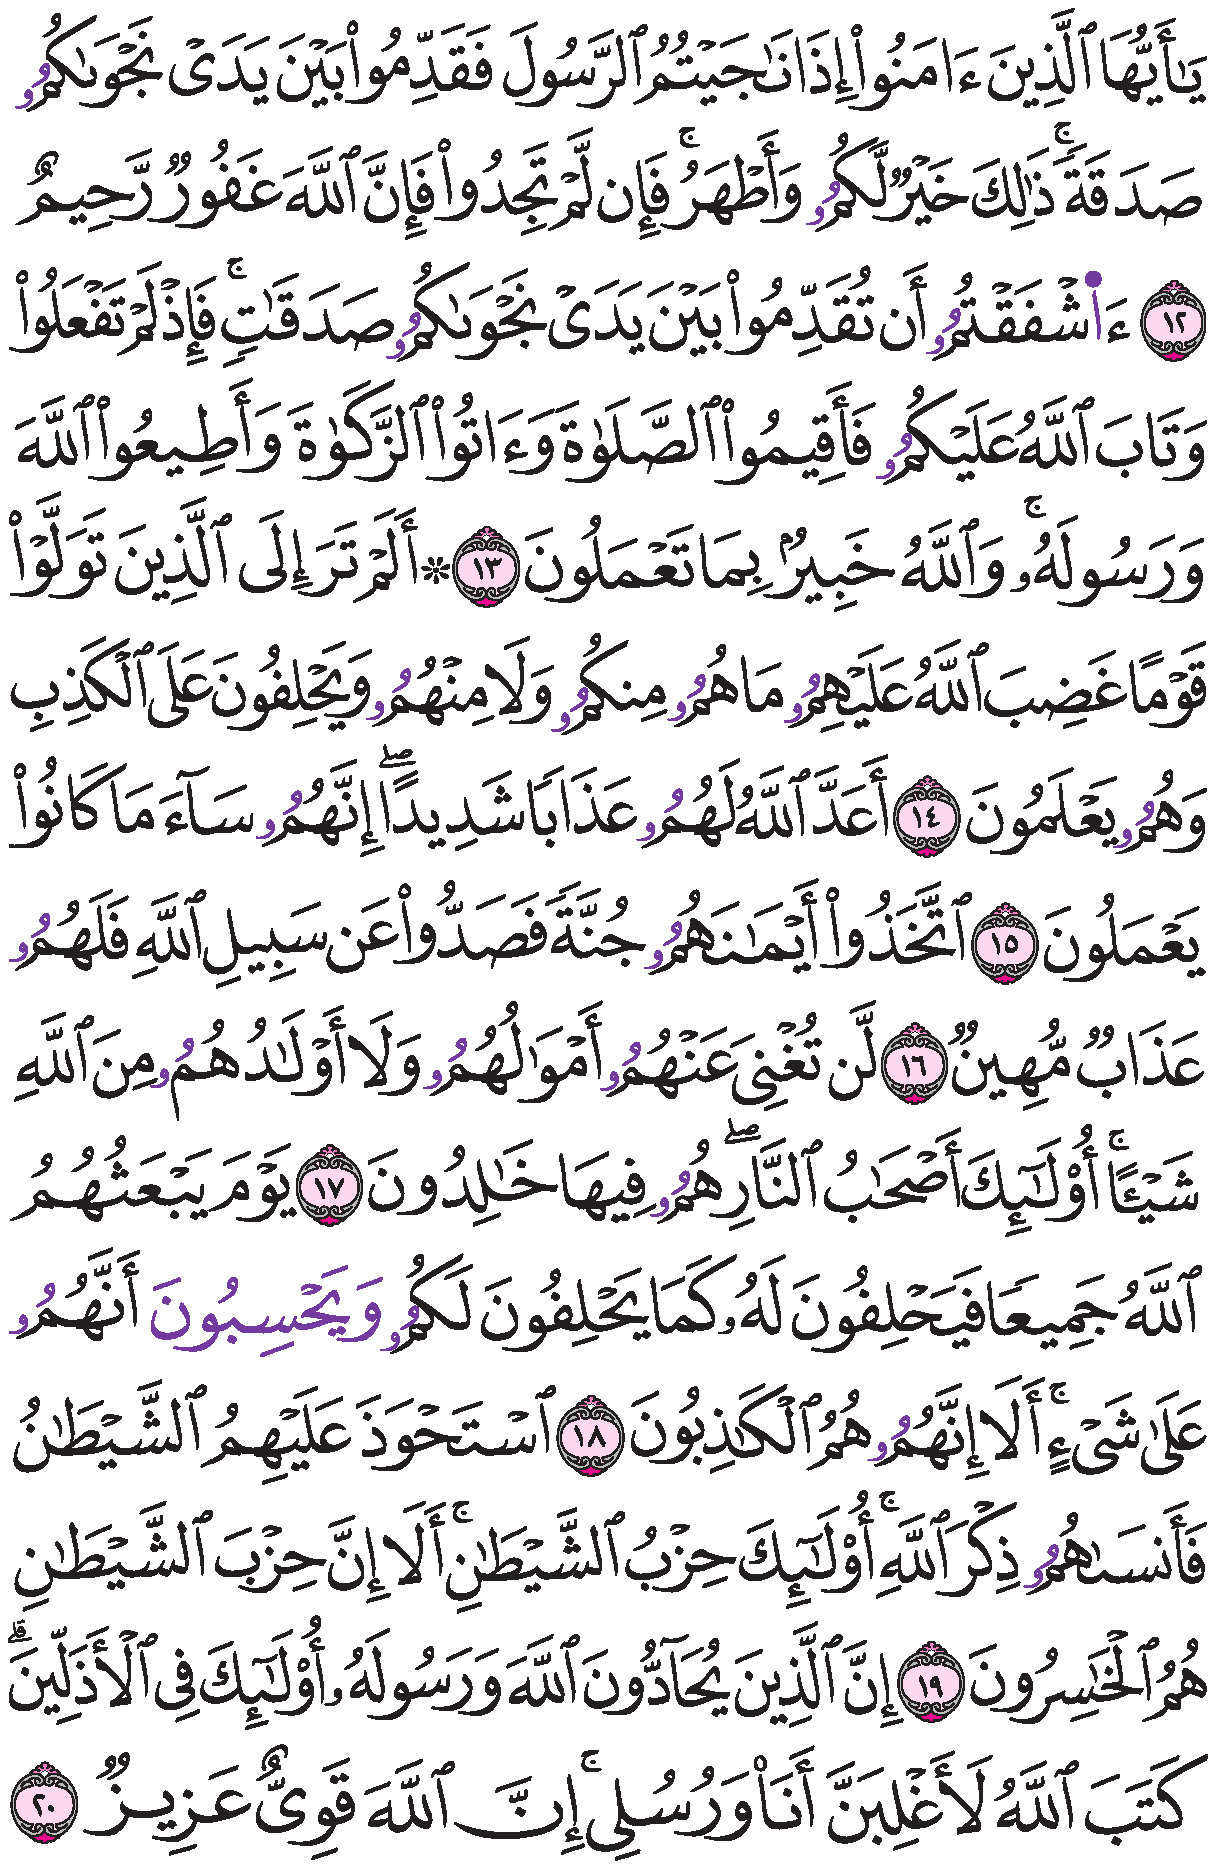 يَٰٓأَيُّهَا ٱلَّذِينَ ءَامَنُوٓا۟ إِذَا نَٰجَيْتُمُ ٱلرَّسُولَ فَقَدِّمُوا۟ بَيْنَ يَدَىْ نَجْوَىٰكُمُۥ
صَدَقَةً ۚ ذَٰلِكَ خَيْرٌ لَّكُمُۥ وَأَطْهَرُ ۚ فَإِن لَّمْ تَجِدُوا۟ فَإِنَّ ٱللَّهَ غَفُورٌ رَّحِيمٌ
١٢ ءَا۬شْفَقْتُمُۥ أَن تُقَدِّمُوا۟ بَيْنَ يَدَىْ نَجْوَىٰكُمُۥ صَدَقَٰتٍ ۚ فَإِذْ لَمْ تَفْعَلُوا۟
وَتَابَ ٱللَّهُ عَلَيْكُمُۥ فَأَقِيمُوا۟ ٱلصَّلَوٰةَ وَءَاتُوا۟ ٱلزَّكَوٰةَ وَأَطِيعُوا۟ ٱللَّهَ
وَرَسُولَهُۥ ۚ وَٱللَّهُ خَبِيرٌۢ بِمَا تَعْمَلُونَ ١٣ ۞ أَلَمْ تَرَ إِلَى ٱلَّذِينَ تَوَلَّوْا۟
قَوْمًا غَضِبَ ٱللَّهُ عَلَيْهِمُۥ مَا هُمُۥ مِنكُمُۥ وَلَا مِنْهُمُۥ وَيَحْلِفُونَ عَلَى ٱلْكَذِبِ
وَهُمُۥ يَعْلَمُونَ ١٤ أَعَدَّ ٱللَّهُ لَهُمُۥ عَذَابًا شَدِيدًا ۖ إِنَّهُمُۥ سَآءَ مَا كَانُوا۟
يَعْمَلُونَ ١٥ ٱتَّخَذُوٓا۟ أَيْمَٰنَهُمُۥ جُنَّةً فَصَدُّوا۟ عَن سَبِيلِ ٱللَّهِ فَلَهُمُۥ
عَذَابٌ مُّهِينٌ ١٦ لَّن تُغْنِىَ عَنْهُمُۥ أَمْوَٰلُهُمُۥ وَلَا أَوْلَٰدُهُمُۥ مِنَ ٱللَّهِ
شَيْـًٔا ۚ أُو۟لَٰٓئِكَ أَصْحَٰبُ ٱلنَّارِ ۖ هُمُۥ فِيهَا خَٰلِدُونَ ١٧ يَوْمَ يَبْعَثُهُمُ
ٱللَّهُ جَمِيعًا فَيَحْلِفُونَ لَهُۥ كَمَا يَحْلِفُونَ لَكُمُۥ وَيَحْسِبُونَ أَنَّهُمُۥ
عَلَىٰ شَىْءٍ ۚ أَلَا إِنَّهُمُۥ هُمُ ٱلْكَٰذِبُونَ ١٨ ٱسْتَحْوَذَ عَلَيْهِمُ ٱلشَّيْطَٰنُ
فَأَنسَىٰهُمُۥ ذِكْرَ ٱللَّهِ ۚ أُو۟لَٰٓئِكَ حِزْبُ ٱلشَّيْطَٰنِ ۚ أَلَا إِنَّ حِزْبَ ٱلشَّيْطَٰنِ
هُمُ ٱلْخَٰسِرُونَ ١٩ إِنَّ ٱلَّذِينَ يُحَآدُّونَ ٱللَّهَ وَرَسُولَهُۥ أُو۟لَٰٓئِكَ فِى ٱلْأَذَلِّينَ ۗ
كَتَبَ ٱللَّهُ لَأَغْلِبَنَّ أَنَا۠ وَرُسُلِى ۚ إِنَّ ٱللَّهَ قَوِىٌّ عَزِيزٌ ٢٠